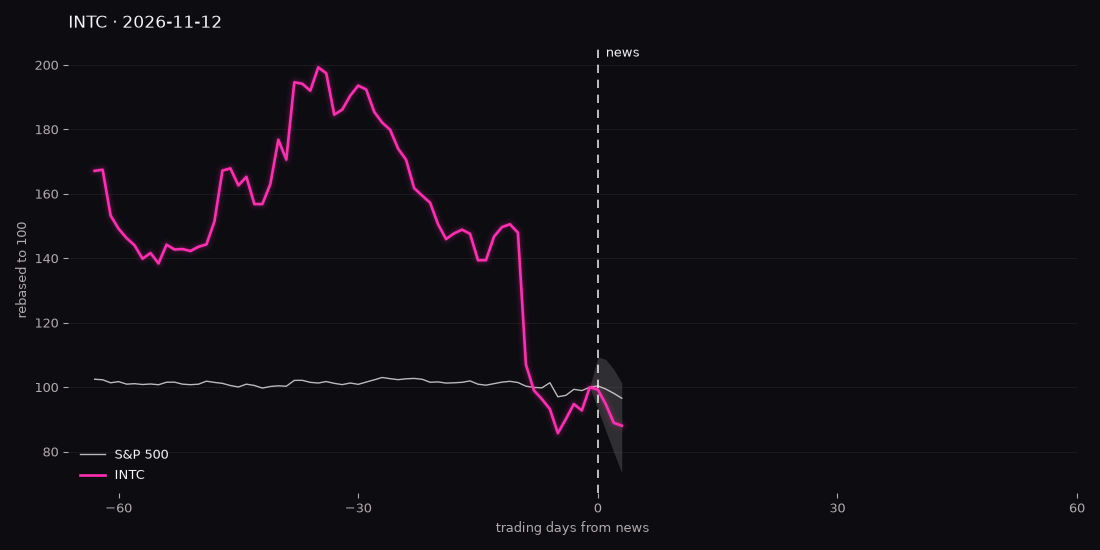 INTC · 2026-11-12
news
200
180
160
140
120
100
80
rebased to 100
S&P 500
INTC
−60
−30
0
30
60
trading days from news